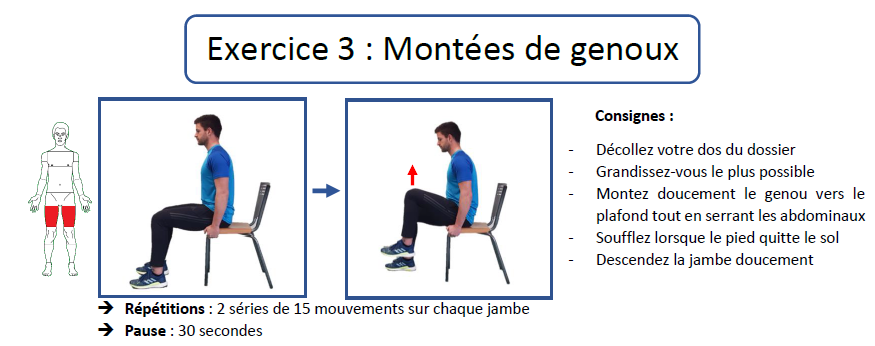 Exercice 3 : Montées de genoux
Consignes :
- Décollez votre dos du dossier
- Grandissez-vous le plus possible
- Montez doucement le genou vers le
plafond tout en serrant les abdominaux
- Soufflez lorsque le pied quitte le sol
- Descendez la jambe doucement
➔ Répétitions : 2 séries de 15 mouvements sur chaque jambe
➔ Pause : 30 secondes